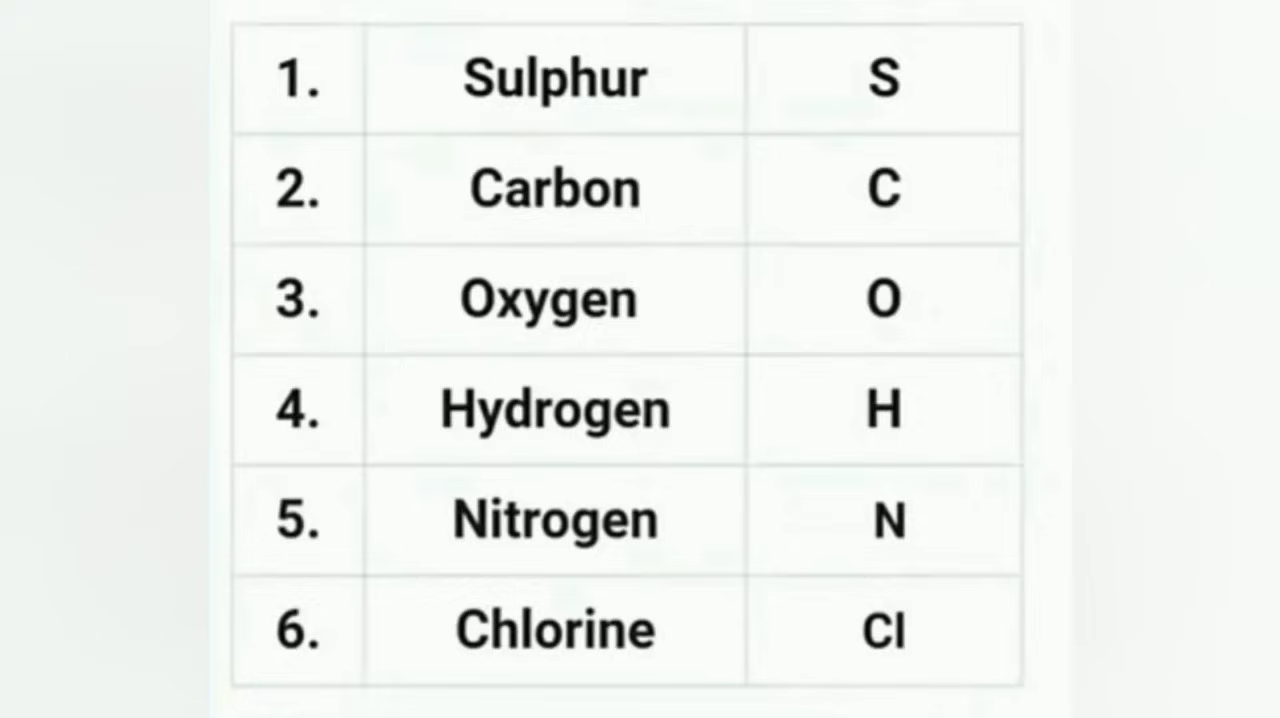 1. Sulphur S
2. Carbon C
3. Oxygen O
4. Hydrogen H
5. Nitrogen N
6. Chlorine Cl